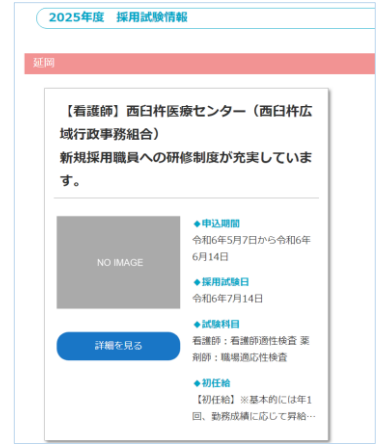 2025年度 採用試験情報
延岡
【看護師】西臼杵医療センター（西臼杵広
域行政事務組合）
新規採用職員への研修制度が充実していま
す。
NO IMAGE
詳細を見る
◆申込期間
令和6年5月7日から令和6年
6月14日
◆採用試験日
令和6年7月14日
◆試験科目
看護師：看護師適性検査 薬
剤師：職場適応性検査
◆初任給
【初任給】※基本的には年1
回、勤務成績に応じて昇給…